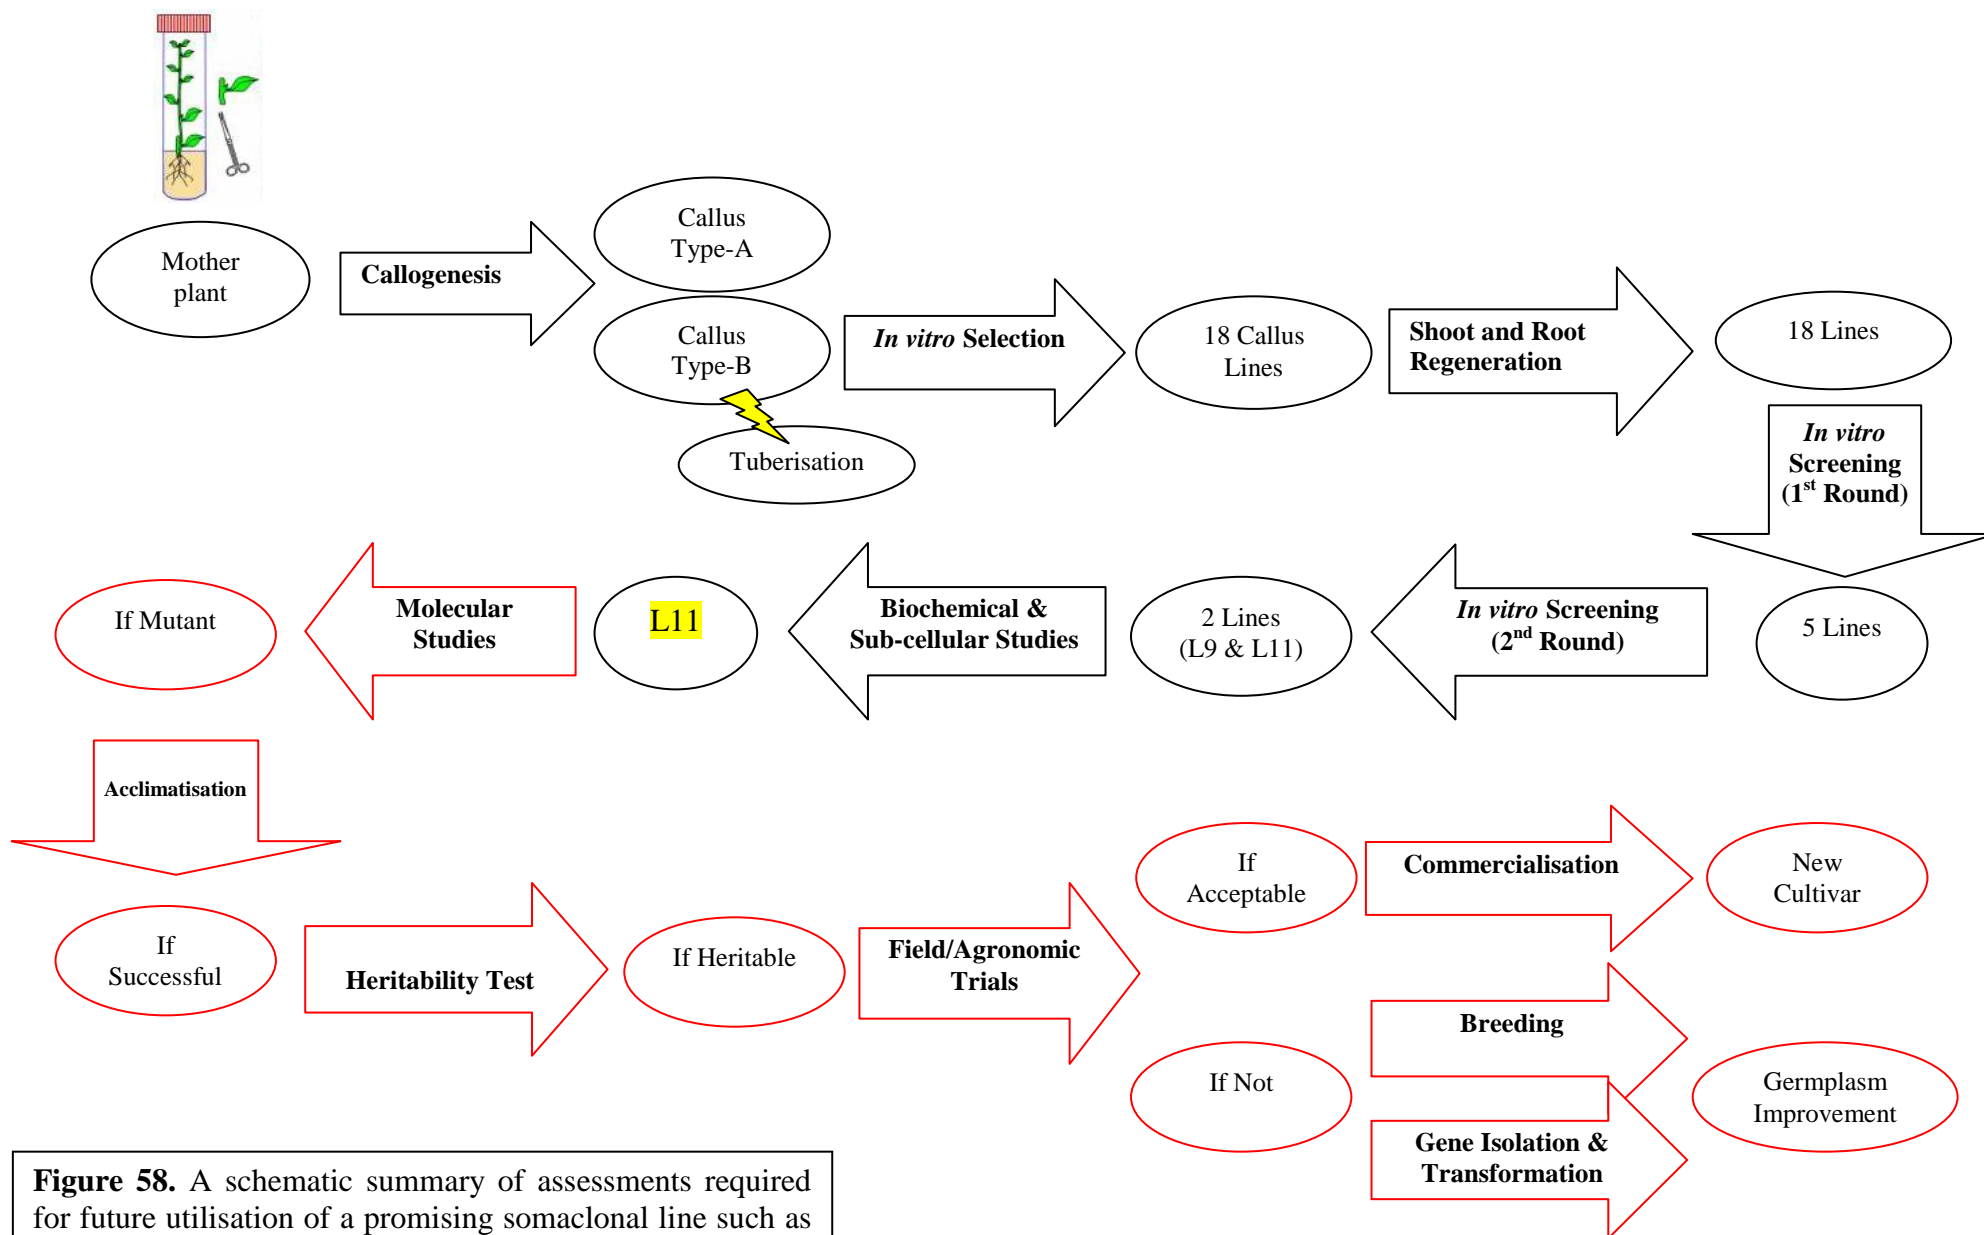 Mother
plant
Callogenesis
Callus
Type-A
Callus
Type-B
Tuberisation
In vitro Selection
18 Callus
Lines
Shoot and Root
Regeneration
18 Lines
In vitro
Screening
(1st Round)
5 Lines
In vitro Screening
(2nd Round)
2 Lines
(L9 & L11)
Biochemical &
Sub-cellular Studies
L11
Molecular
Studies
If Mutant
Acclimatisation
If
Successful
Heritability Test
If Heritable
Field/Agronomic
Trials
If
Acceptable
Commercialisation
New
Cultivar
If Not
Breeding
Gene Isolation &
Transformation
Germplasm
Improvement
Figure 58. A schematic summary of assessments required
for future utilisation of a promising somaclonal line such as